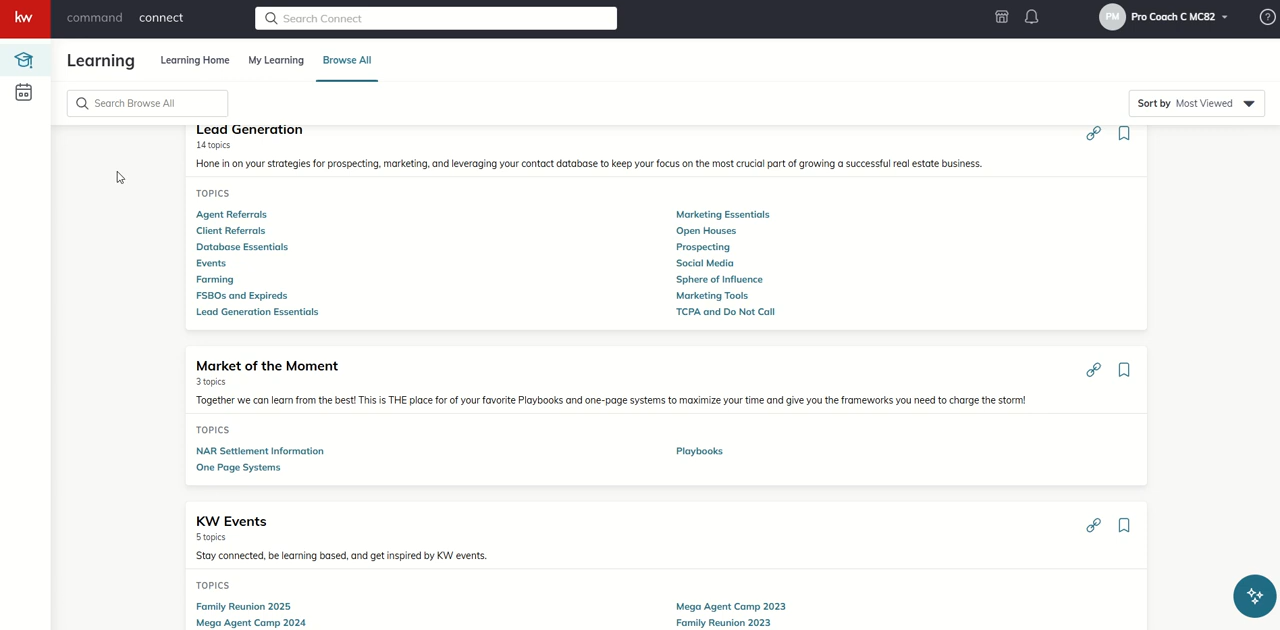 kw command connect Search Connect PM Pro Coach C MC82 ?
Learning Learning Home My Learning Browse All
Search Browse All Sort by Most Viewed
Lead Generation
14 topics
Hone in on your strategies for prospecting, marketing, and leveraging your contact database to keep your focus on the most crucial part of growing a successful real estate business.
TOPICS
Agent Referrals Marketing Essentials
Client Referrals Open Houses
Database Essentials Prospecting
Events Social Media
Farming Sphere of Influence
FSBOs and Expireds Marketing Tools
Lead Generation Essentials TCPA and Do Not Call
Market of the Moment
3 topics
Together we can learn from the best! This is THE place for of your favorite Playbooks and one-page systems to maximize your time and give you the frameworks you need to charge the storm!
TOPICS
NAR Settlement Information Playbooks
One Page Systems
KW Events
5 topics
Stay connected, be learning based, and get inspired by KW events.
TOPICS
Family Reunion 2025 Mega Agent Camp 2023
Mega Agent Camp 2024 Family Reunion 2023